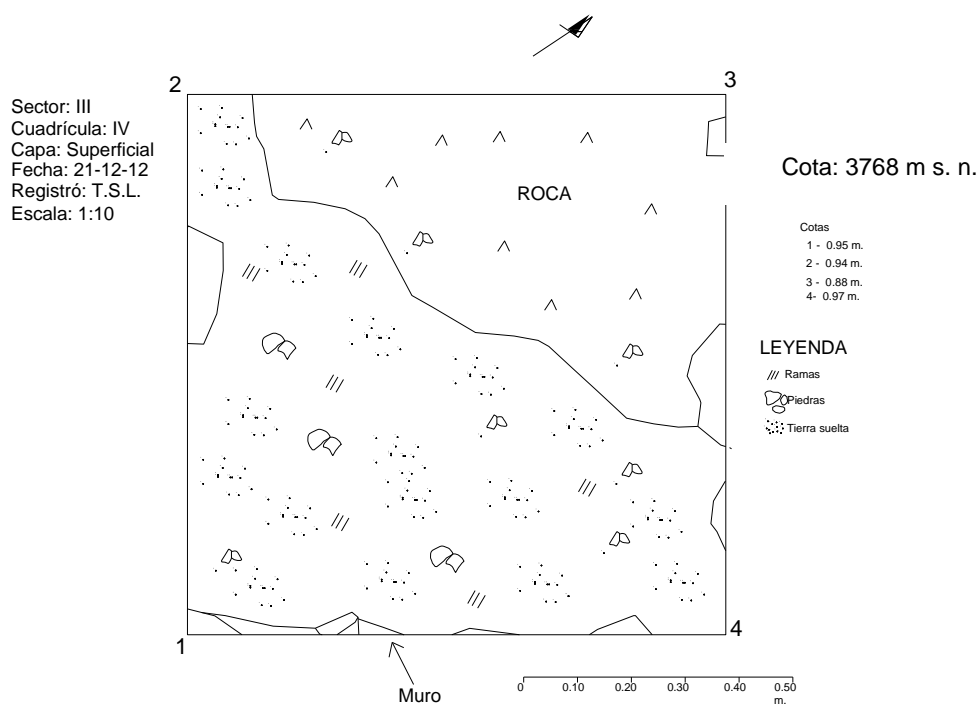 2
3
Sector: III
Cuadrícula: IV
Capa: Superficial
Fecha: 21-12-12
Registró: T.S.L.
Escala: 1:10
ROCA
Cota: 3768 m s. n.
Cotas
1 - 0.95 m.
2 - 0.94 m.
3 - 0.88 m.
4- 0.97 m.
LEYENDA
Ramas
Piedras
Tierra suelta
1
4
Muro
0 0.10 0.20 0.30 0.40 0.50
m.